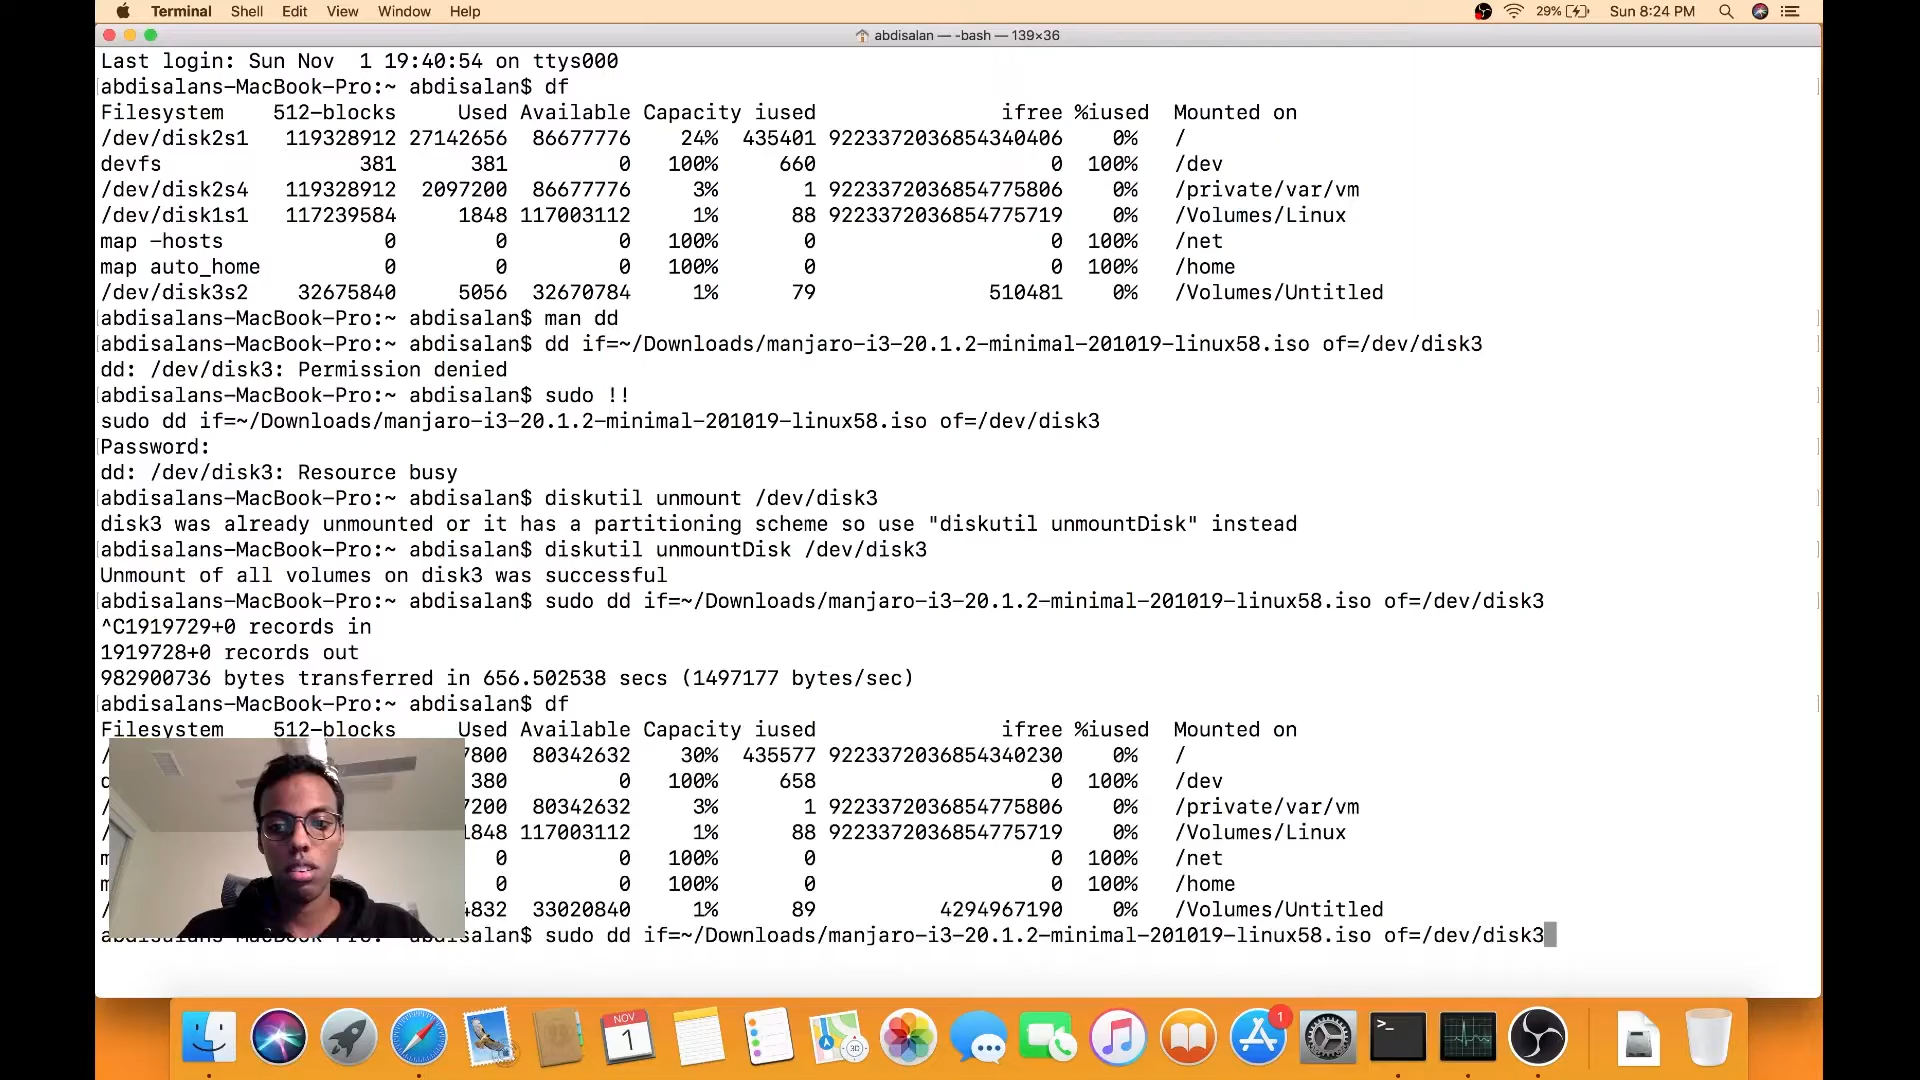 Terminal Shell Edit View Window Help 29% Sun 8:24 PM
abdisalan — -bash — 139×36
Last login: Sun Nov  1 19:40:54 on ttys000
abdisalans-MacBook-Pro:~ abdisalan$ df
Filesystem    512-blocks     Used Available Capacity iused               ifree %iused  Mounted on
/dev/disk2s1   119328912 27142656  86677776    24%  435401 9223372036854340406    0%   /
devfs                381      381         0   100%     660                   0  100%   /dev
/dev/disk2s4   119328912  2097200  86677776     3%       1 9223372036854775806    0%   /private/var/vm
/dev/disk1s1   117239584     1848 117003112     1%      88 9223372036854775719    0%   /Volumes/Linux
map -hosts             0        0         0   100%       0                   0  100%   /net
map auto_home          0        0         0   100%       0                   0  100%   /home
/dev/disk3s2    32675840     5056  32670784     1%      79              510481    0%   /Volumes/Untitled
abdisalans-MacBook-Pro:~ abdisalan$ man dd
abdisalans-MacBook-Pro:~ abdisalan$ dd if=~/Downloads/manjaro-i3-20.1.2-minimal-201019-linux58.iso of=/dev/disk3
dd: /dev/disk3: Permission denied
abdisalans-MacBook-Pro:~ abdisalan$ sudo !!
sudo dd if=~/Downloads/manjaro-i3-20.1.2-minimal-201019-linux58.iso of=/dev/disk3
Password:
dd: /dev/disk3: Resource busy
abdisalans-MacBook-Pro:~ abdisalan$ diskutil unmount /dev/disk3
disk3 was already unmounted or it has a partitioning scheme so use "diskutil unmountDisk" instead
abdisalans-MacBook-Pro:~ abdisalan$ diskutil unmountDisk /dev/disk3
Unmount of all volumes on disk3 was successful
abdisalans-MacBook-Pro:~ abdisalan$ sudo dd if=~/Downloads/manjaro-i3-20.1.2-minimal-201019-linux58.iso of=/dev/disk3
^C1919729+0 records in
1919728+0 records out
982900736 bytes transferred in 656.502538 secs (1497177 bytes/sec)
abdisalans-MacBook-Pro:~ abdisalan$ df
Filesystem    512-blocks     Used Available Capacity iused               ifree %iused  Mounted on
7800  80342632    30%  435577 9223372036854340230    0%   /
380         0   100%     658                   0  100%   /dev
7200  80342632     3%       1 9223372036854775806    0%   /private/var/vm
1848 117003112     1%      88 9223372036854775719    0%   /Volumes/Linux
0         0   100%       0                   0  100%   /net
0         0   100%       0                   0  100%   /home
4832  33020840     1%      89          4294967190    0%   /Volumes/Untitled
abdisalans-MacBook-Pro:~ abdisalan$ sudo dd if=~/Downloads/manjaro-i3-20.1.2-minimal-201019-linux58.iso of=/dev/disk3
NOV
1
3D
1
>_